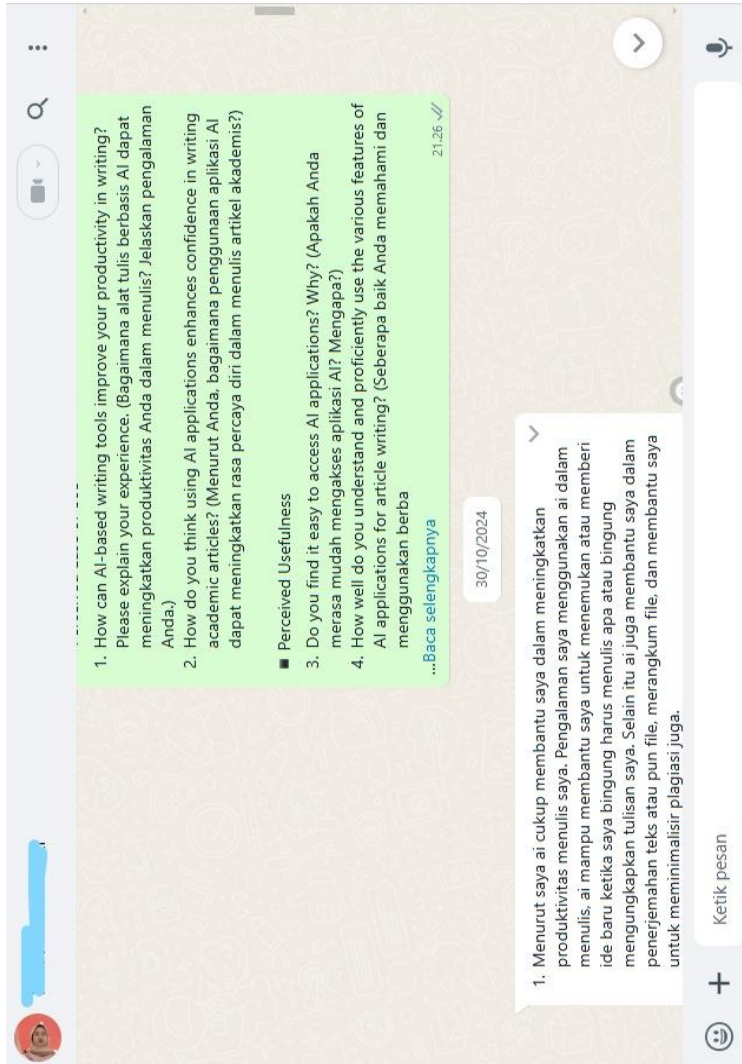 1. How can AI-based writing tools improve your productivity in writing?
Please explain your experience. (Bagaimana alat tulis berbasis AI dapat
meningkatkan produktivitas Anda dalam menulis? Jelaskan pengalaman
Anda.)
2. How do you think using AI applications enhances confidence in writing
academic articles? (Menurut Anda, bagaimana penggunaan aplikasi AI
dapat meningkatkan rasa percaya diri dalam menulis artikel akademis?)
■ Perceived Usefulness
3. Do you find it easy to access AI applications? Why? (Apakah Anda
merasa mudah mengakses aplikasi AI? Mengapa?)
4. How well do you understand and proficiently use the various features of
AI applications for article writing? (Seberapa baik Anda memahami dan
menggunakan berba
...Baca selengkapnya
21.26
30/10/2024
1. Menurut saya ai cukup membantu saya dalam meningkatkan
produktivitas menulis saya. Pengalaman saya menggunakan ai dalam
menulis, ai mampu membantu saya untuk menemukan atau memberi
ide baru ketika saya bingung harus menulis apa atau bingung
mengungkapkan tulisan saya. Selain itu ai juga membantu saya dalam
penerjemahan teks atau pun file, merangkum file, dan membantu saya
untuk meminimalisir plagiasi juga.
Ketik pesan